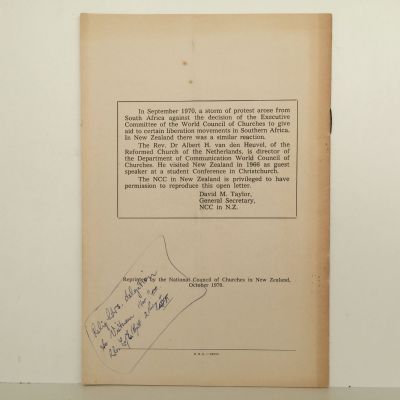 In September 1970, a storm of protest arose from
South Africa against the decision of the Executive
Committee of the World Council of Churches to give
aid to certain liberation movements in Southern Africa.
In New Zealand there was a similar reaction.
The Rev. Dr Albert H. van den Heuvel, of the
Reformed Church of the Netherlands, is director of
the Department of Communication World Council of
Churches. He visited New Zealand in 1966 as guest
speaker at a student Conference in Christchurch.
The NCC in New Zealand is privileged to have
permission to reproduce this open letter.
David M. Taylor,
General Secretary,
NCC in N.Z.
Reprinted by the National Council of Churches in New Zealand,
October 1970.
delegation